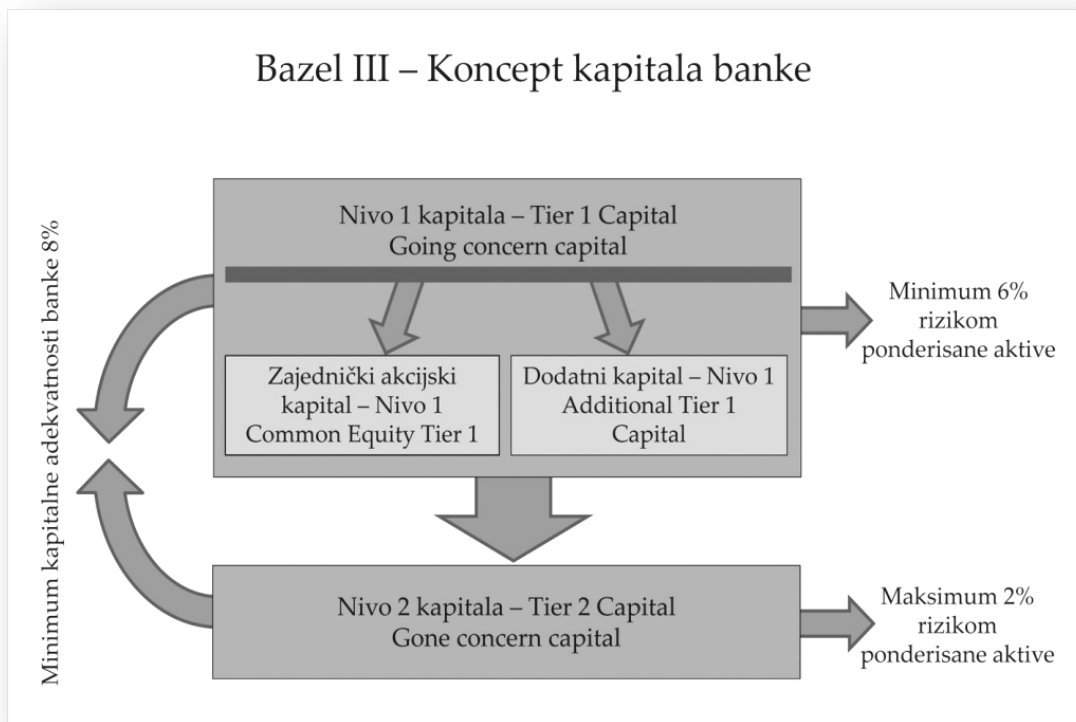 Bazel III – Koncept kapitala banke
Minimum kapitalne adekvatnosti banke 8%
Nivo 1 kapitala – Tier 1 Capital
Going concern capital
Zajednički akcijski
kapital – Nivo 1
Common Equity Tier 1
Dodatni kapital – Nivo 1
Additional Tier 1
Capital
Minimum 6%
rizikom
ponderisane aktive
Nivo 2 kapitala – Tier 2 Capital
Gone concern capital
Maksimum 2%
rizikom
ponderisane aktive